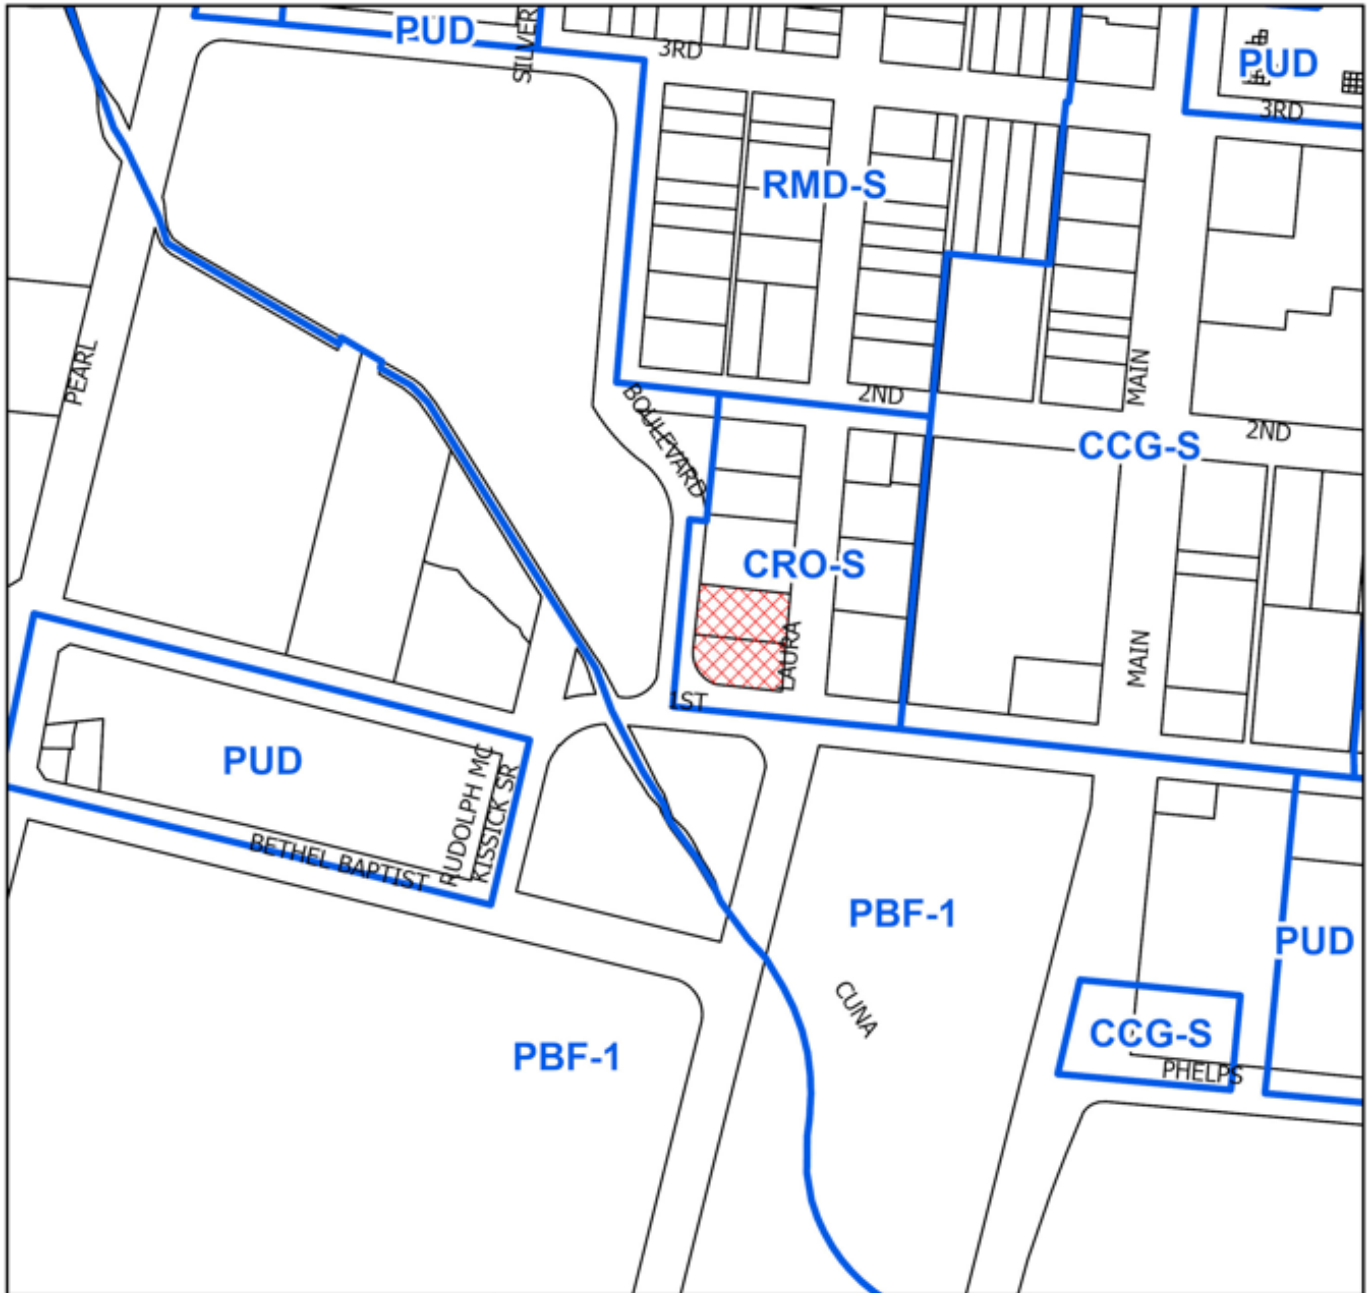 PUD
SILVER
3RD
PUD
3RD
RMD-S
PEARL
BOULEVARD
2ND
MAIN
2ND
CCG-S
CRO-S
LAURA
MAIN
1ST
PUD
RUDOLPH MC
KISSICK SR
BETHEL BAPTIST
PBF-1
PUD
CUNA
CCG-S
PBF-1
PHELPS